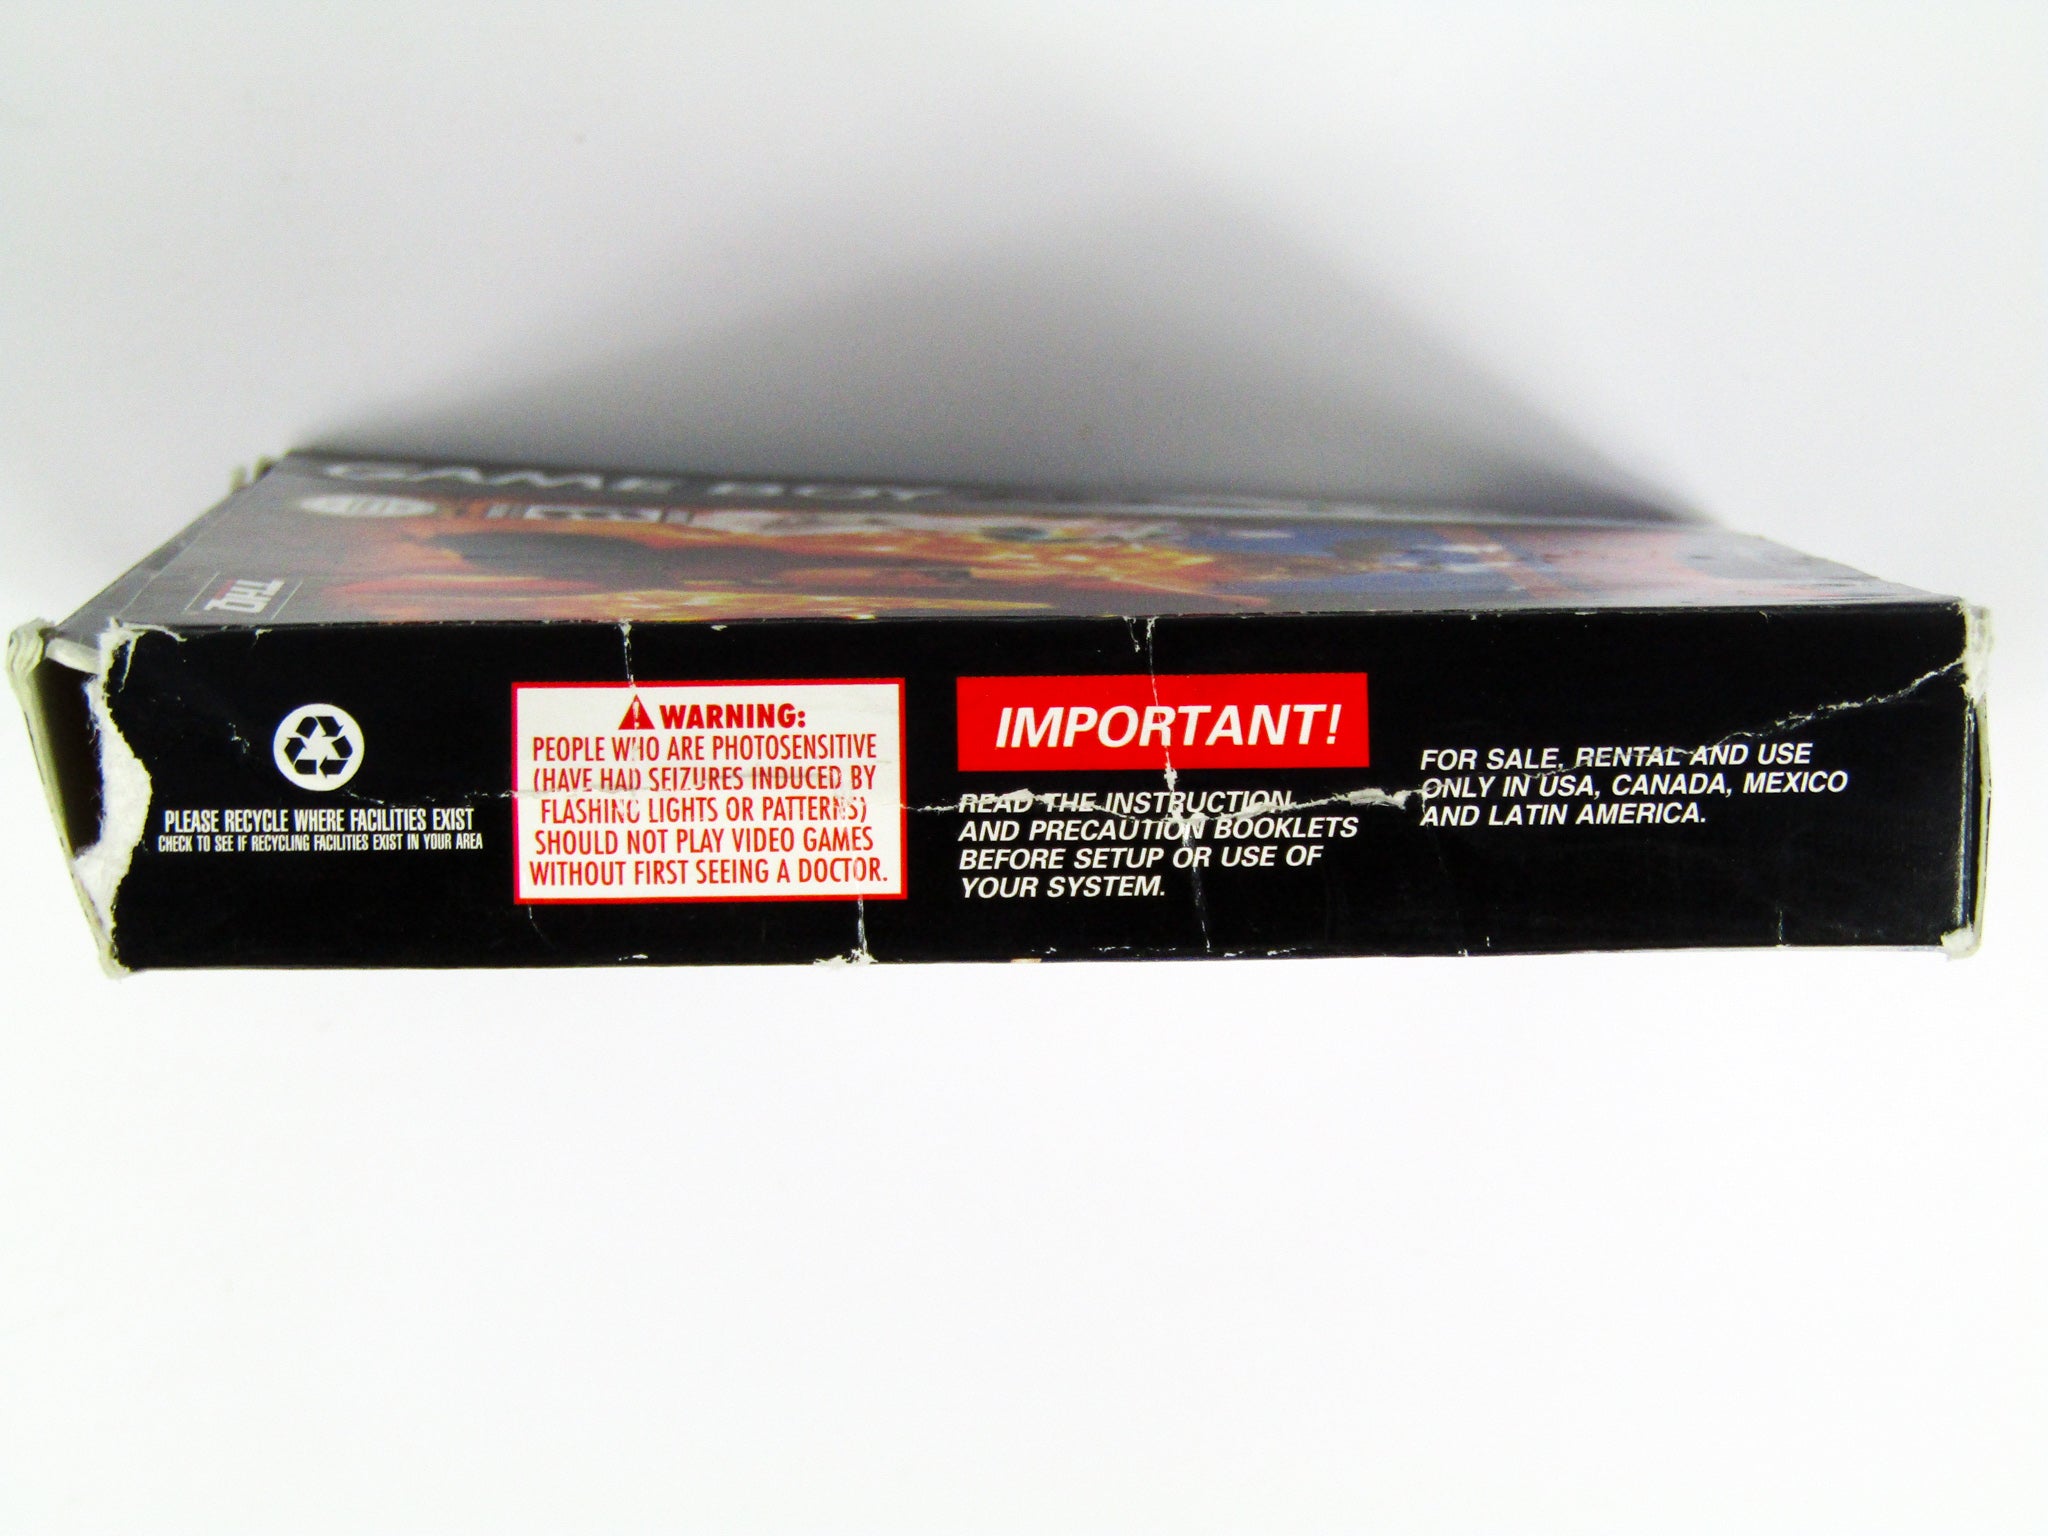 GAME BOY
THQ
PLEASE RECYCLE WHERE FACILITIES EXIST
CHECK TO SEE IF RECYCLING FACILITIES EXIST IN YOUR AREA
WARNING:
PEOPLE WHO ARE PHOTOSENSITIVE
(HAVE HAD SEIZURES INDUCED BY
FLASHING LIGHTS OR PATTERNS)
SHOULD NOT PLAY VIDEO GAMES
WITHOUT FIRST SEEING A DOCTOR.
IMPORTANT!
READ THE INSTRUCTION
AND PRECAUTION BOOKLETS
BEFORE SETUP OR USE OF
YOUR SYSTEM.
FOR SALE, RENTAL AND USE
ONLY IN USA, CANADA, MEXICO
AND LATIN AMERICA.